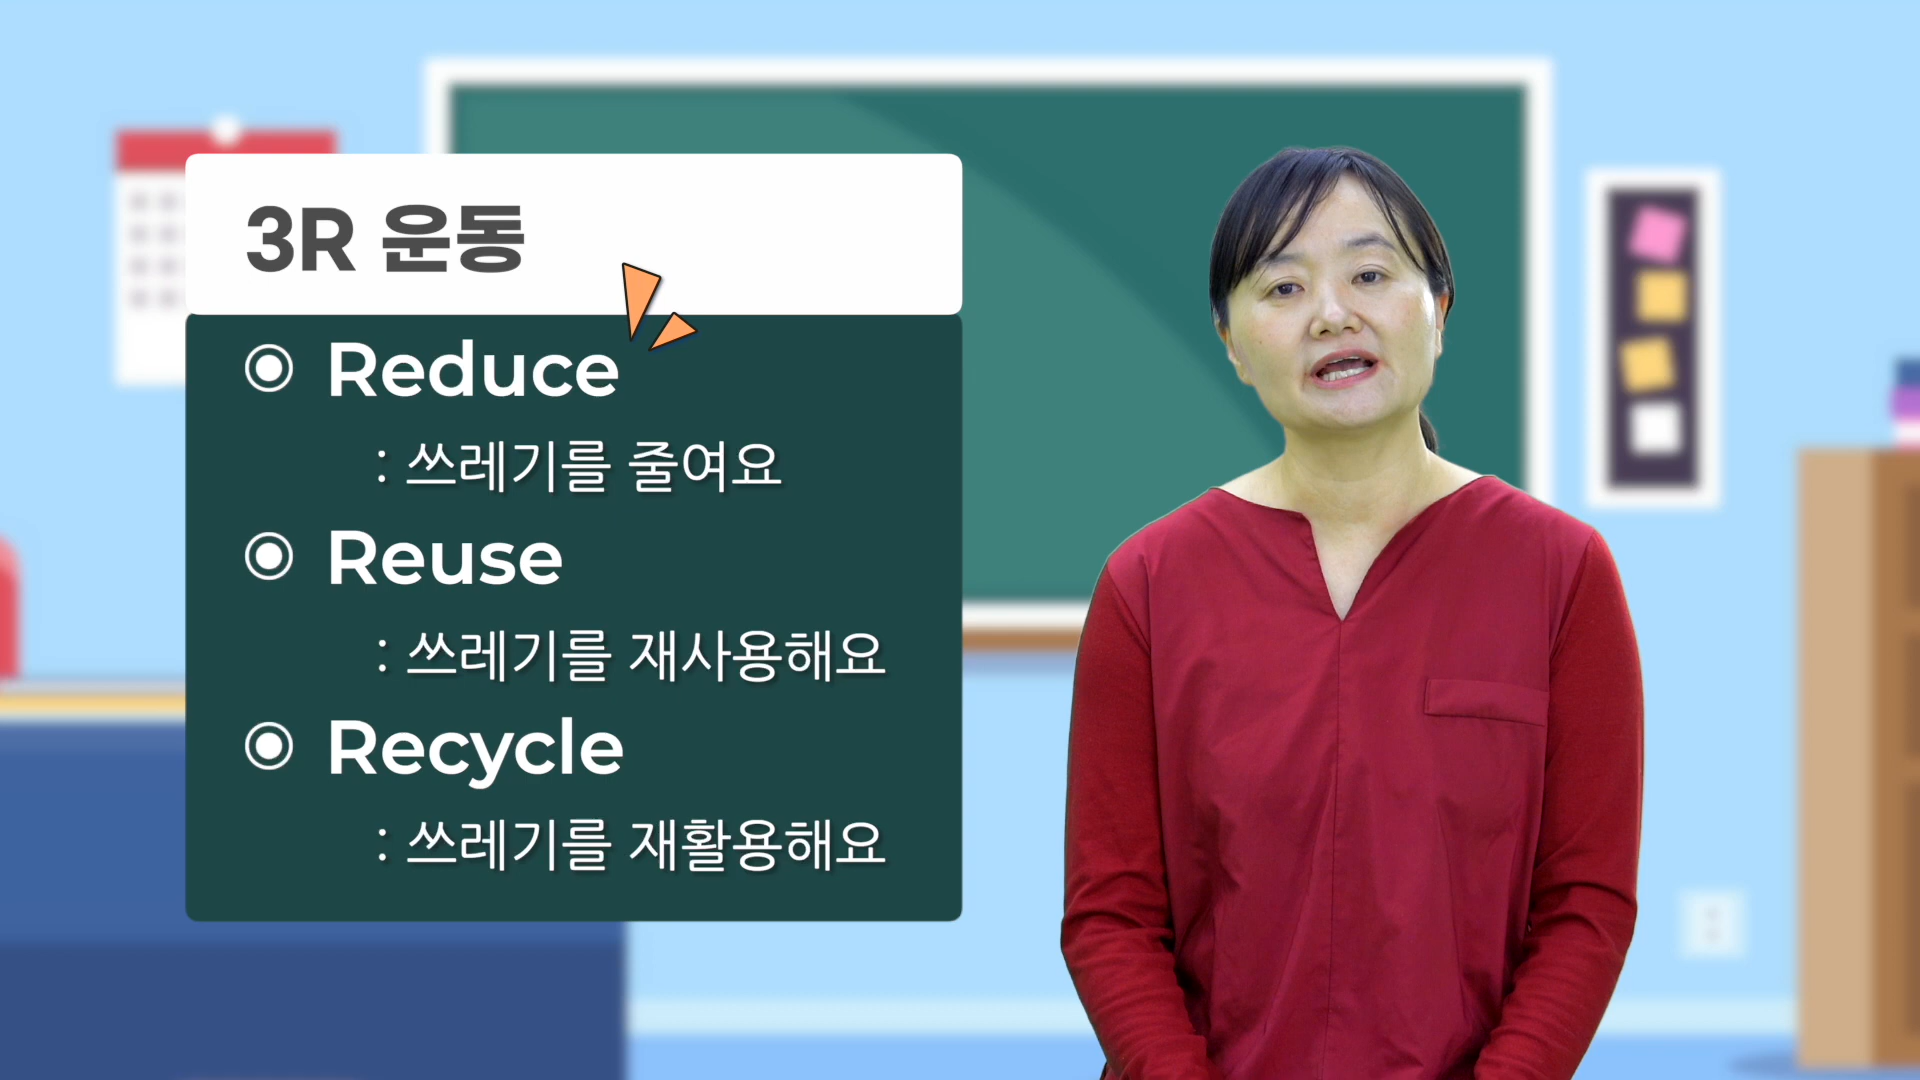 3R 운동
Reduce
: 쓰레기를 줄여요
Reuse
: 쓰레기를 재사용해요
Recycle
: 쓰레기를 재활용해요